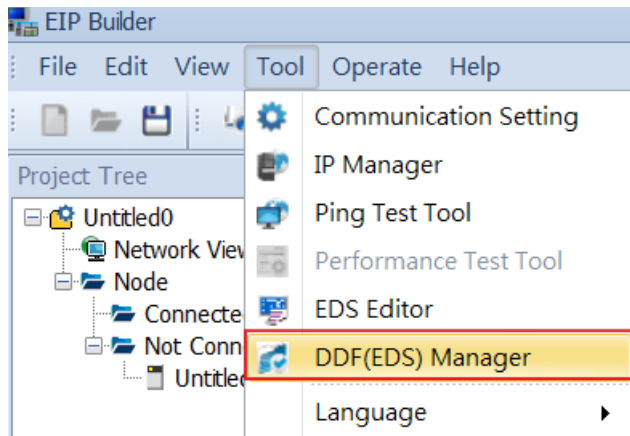 EIP Builder
File Edit View Tool Operate Help
Communication Setting
Project Tree
IP Manager
Untitled0
Ping Test Tool
Network View
Performance Test Tool
Node
EDS Editor
Connecte
Not Conn
DDF(EDS) Manager
Untitled
Language